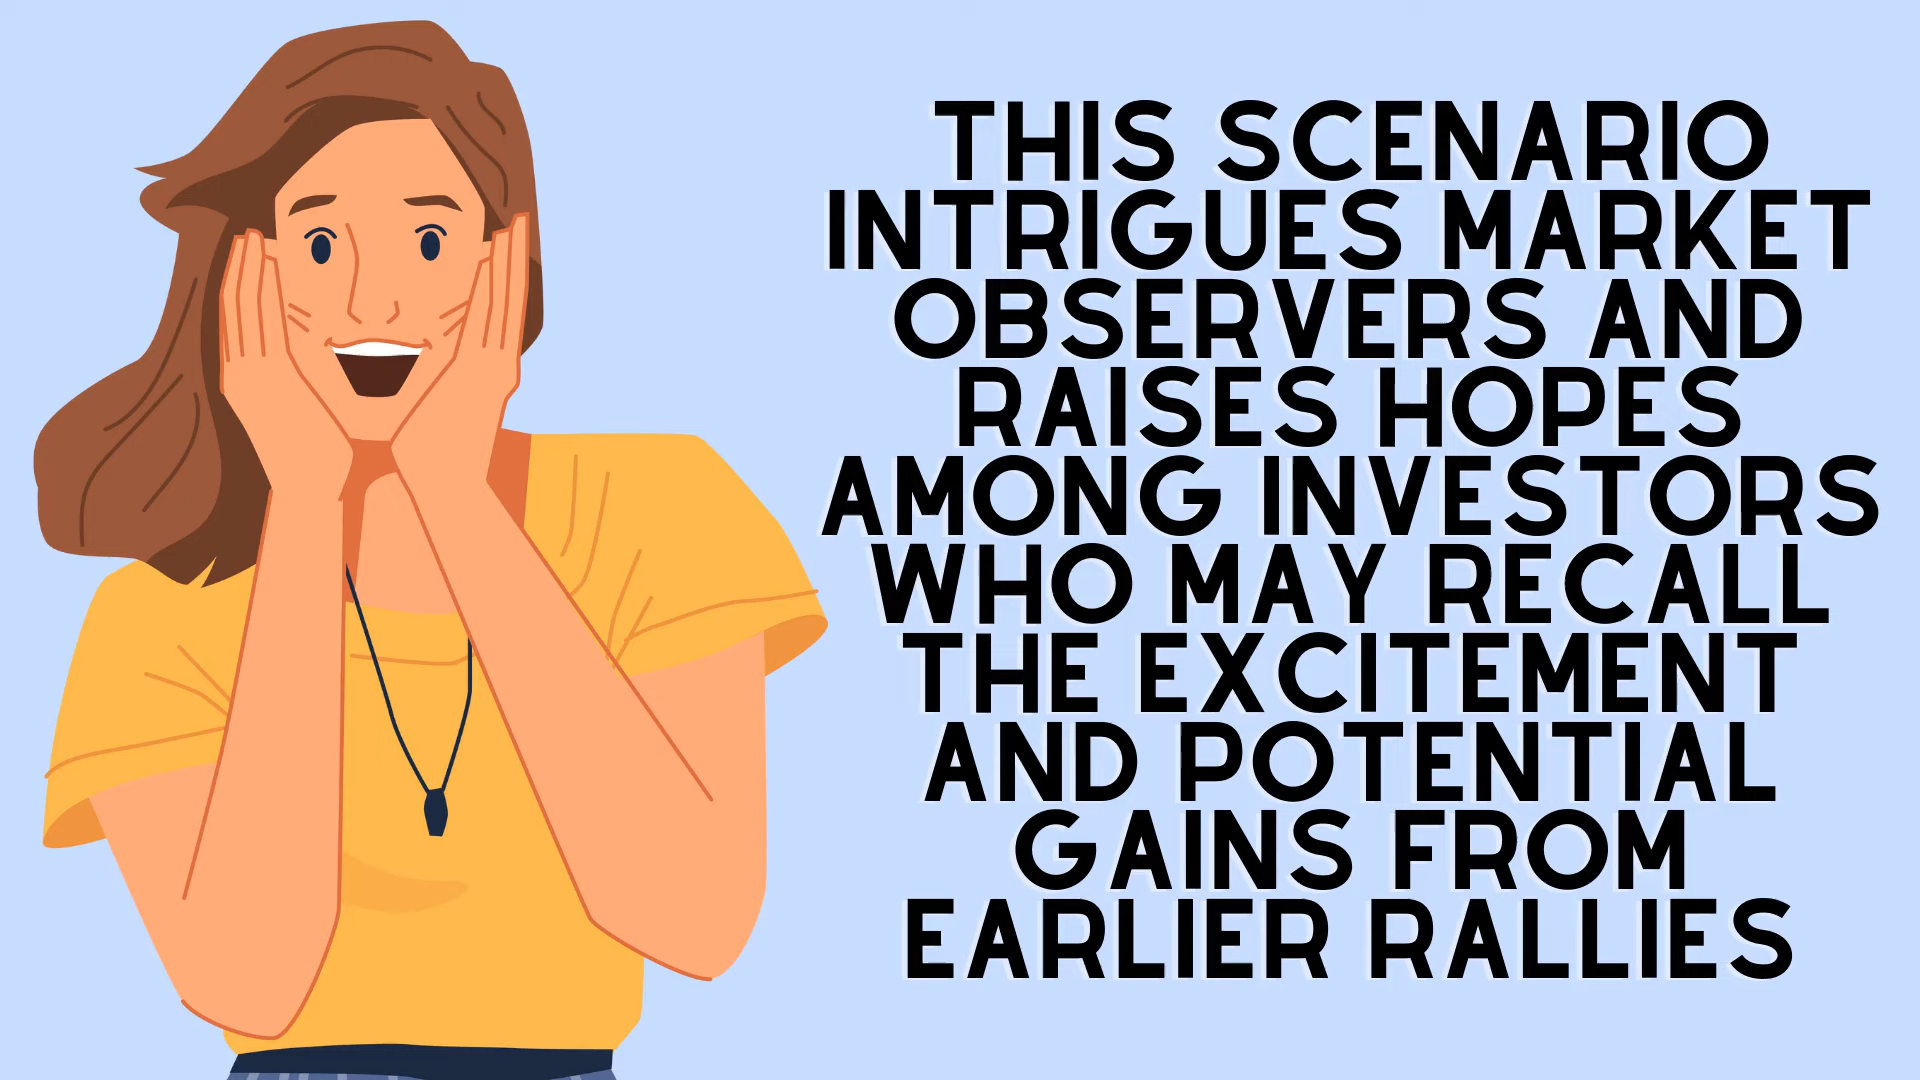 THIS SCENARIO
INTRIGUES MARKET
OBSERVERS AND
RAISES HOPES
AMONG INVESTORS
WHO MAY RECALL
THE EXCITEMENT
AND POTENTIAL
GAINS FROM
EARLIER RALLIES